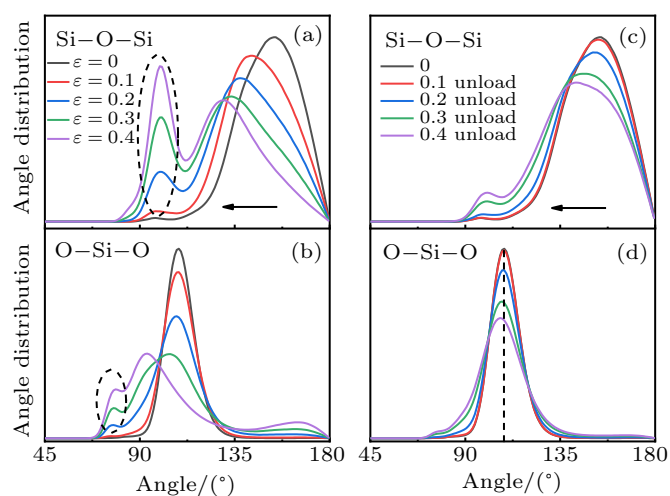 Angle distribution
Si−O−Si
(a)
ε = 0
ε = 0.1
ε = 0.2
ε = 0.3
ε = 0.4
Si−O−Si
(c)
0
0.1 unload
0.2 unload
0.3 unload
0.4 unload
Angle distribution
O−Si−O
(b)
O−Si−O
(d)
45 90 135 180
90 135 180
Angle/(°)
Angle/(°)